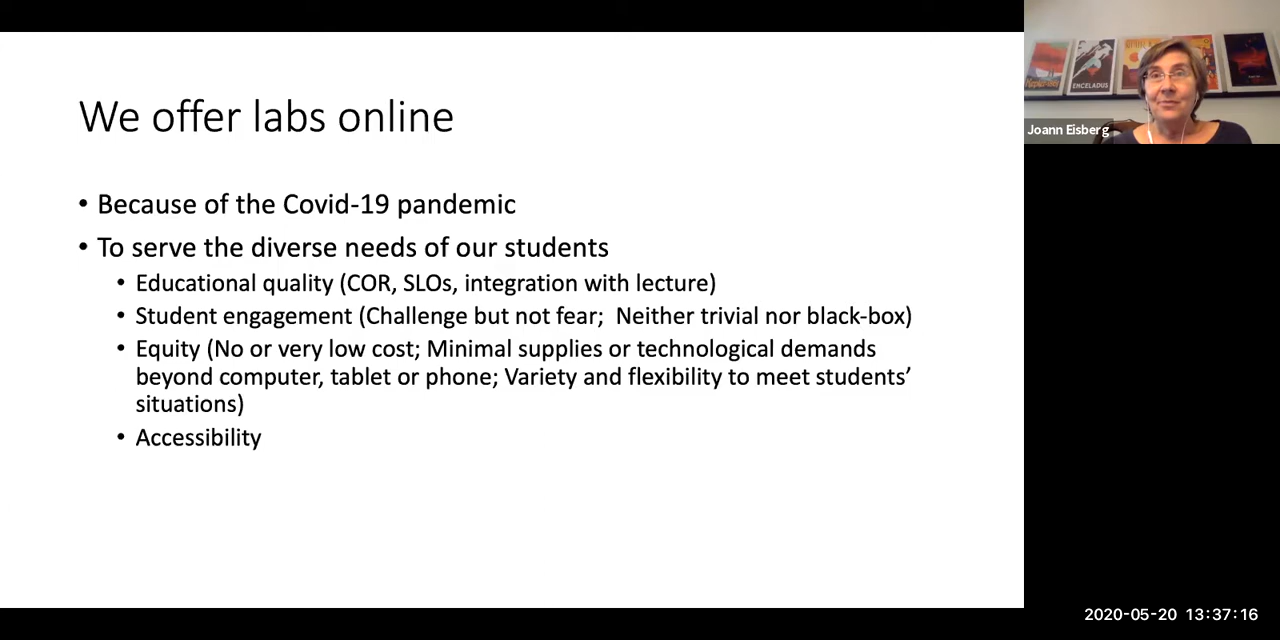 We offer labs online
• Because of the Covid-19 pandemic
• To serve the diverse needs of our students
• Educational quality (COR, SLOs, integration with lecture)
• Student engagement (Challenge but not fear;  Neither trivial nor black-box)
• Equity (No or very low cost; Minimal supplies or technological demands
beyond computer, tablet or phone; Variety and flexibility to meet students’
situations)
• Accessibility
ENCELADUS
Joann Eisberg
2020-05-20 13:37:16